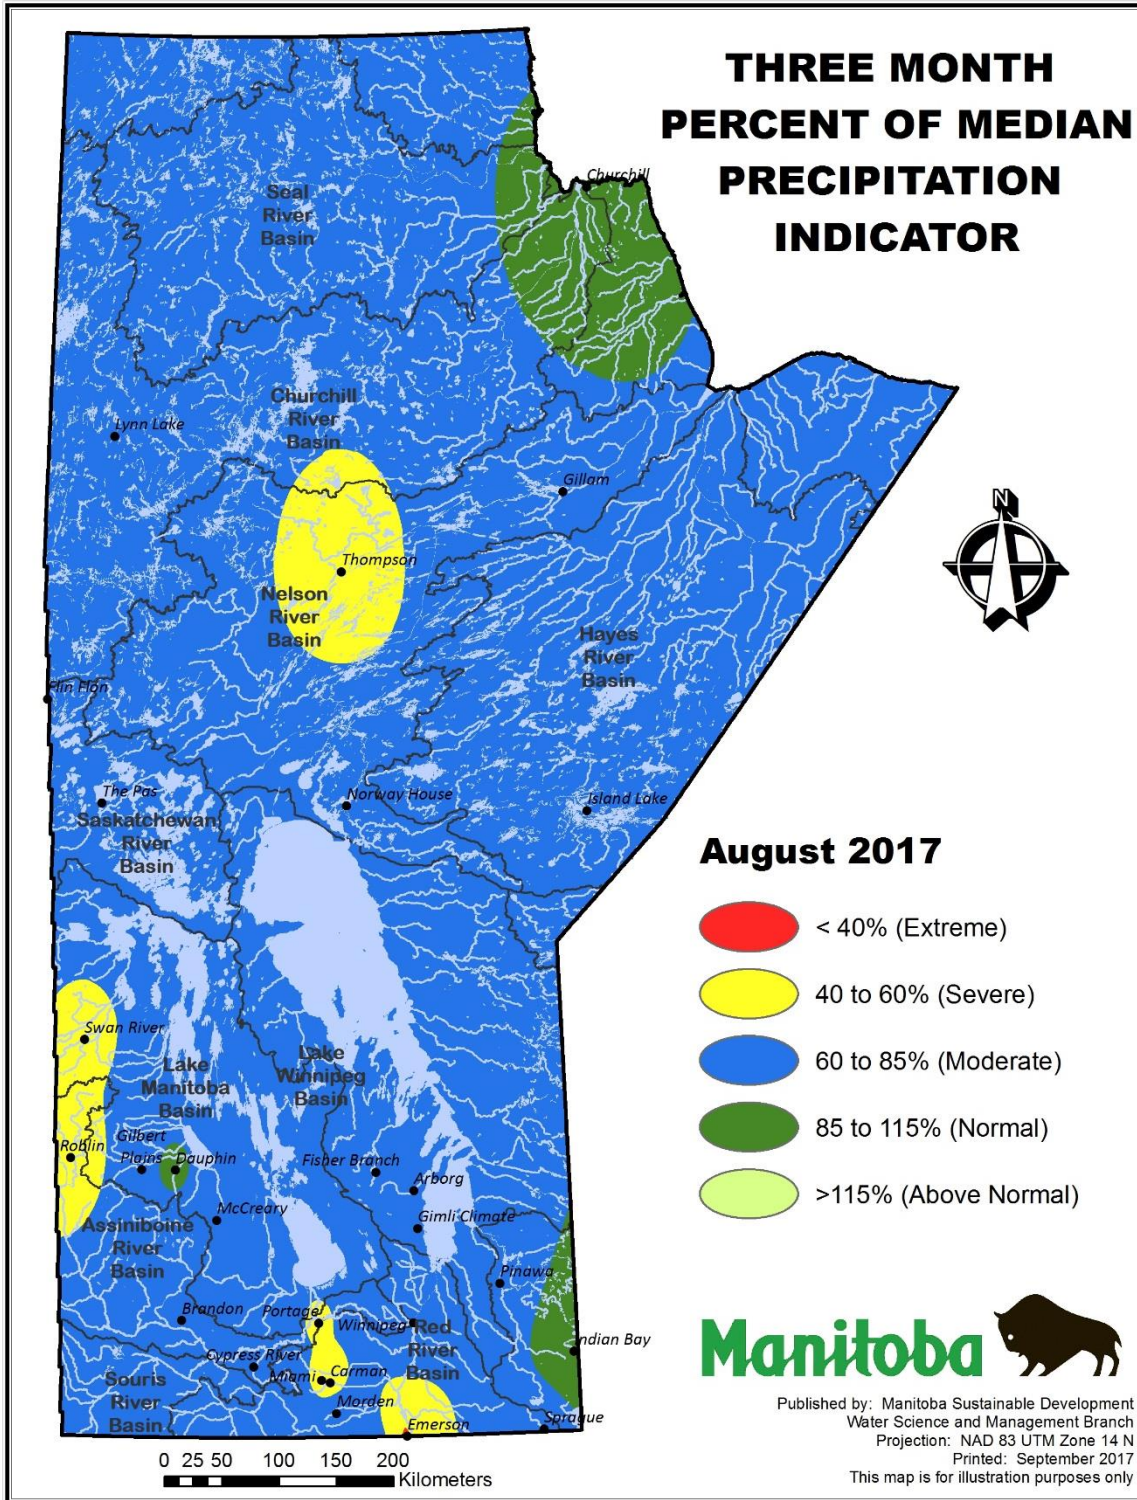 THREE MONTH
PERCENT OF MEDIAN
PRECIPITATION
INDICATOR
Churchill
Seal
River
Basin
Churchill
River
Basin
Lynn Lake
Gillam
N
Thompson
Nelson
River
Basin
Hayes
River
Basin
Flin Flon
The Pas
Norway House
Island Lake
Saskatchewan
River
Basin
August 2017
< 40% (Extreme)
40 to 60% (Severe)
60 to 85% (Moderate)
85 to 115% (Normal)
>115% (Above Normal)
Swan River
Lake
Manitoba
Basin
Lake
Winnipeg
Basin
Roblin
Gilbert
Plains
Dauphin
Fisher Branch
Arborg
McCreary
Gimli Climate
Assiniboine
River
Basin
Pinawa
Brandon
Portage
Winnipeg
Red
River
Basin
Indian Bay
Cypress River
Miami
Carman
Souris
River
Basin
Morden
Emerson
Sprague
Manitoba
0 25 50 100 150 200
Kilometers
Published by: Manitoba Sustainable Development
Water Science and Management Branch
Projection: NAD 83 UTM Zone 14 N
Printed: September 2017
This map is for illustration purposes only